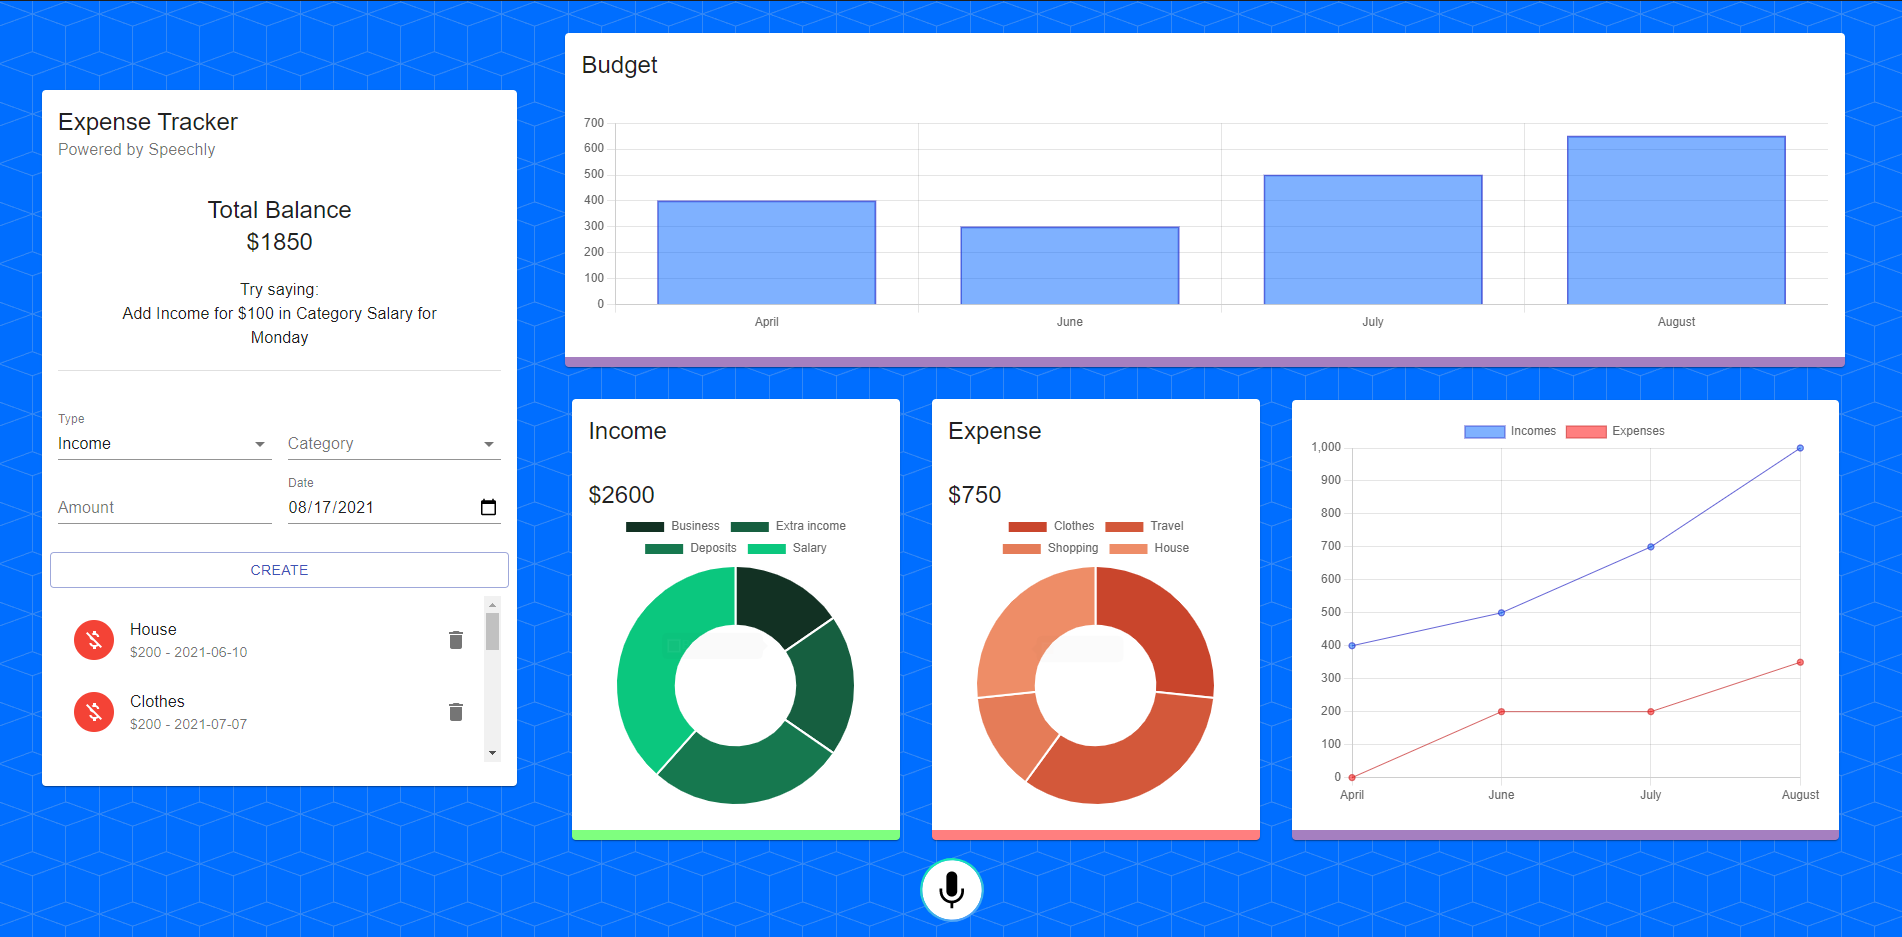 Expense Tracker
Powered by Speechly
Total Balance
$1850
Try saying:
Add Income for $100 in Category Salary for
Monday
Type
Income
Category
Amount
Date
08/17/2021
CREATE
House
$200 - 2021-06-10
Clothes
$200 - 2021-07-07
Budget
700
600
500
400
300
200
100
0
April June July August
Income
$2600
Business Extra income
Deposits Salary
Expense
$750
Clothes Travel
Shopping House
Incomes Expenses
1,000
900
800
700
600
500
400
300
200
100
0
April June July August